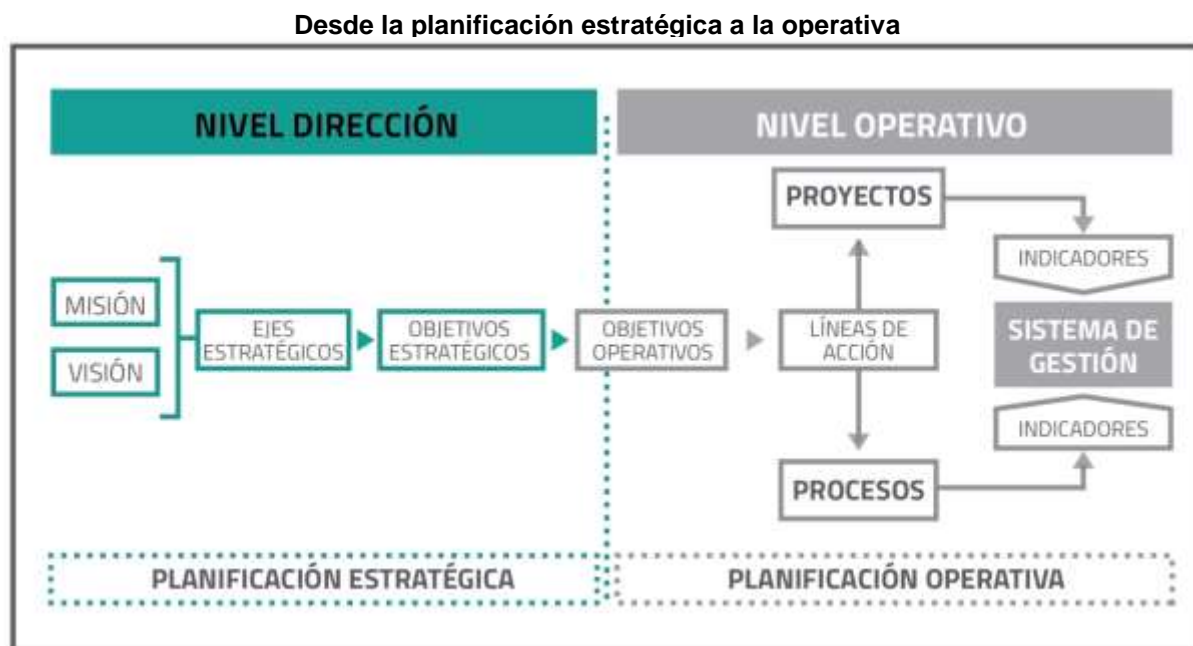 Desde la planificación estratégica a la operativa
NIVEL DIRECCIÓN
NIVEL OPERATIVO
PROYECTOS
INDICADORES
MISIÓN
VISIÓN
EJES
ESTRATÉGICOS
OBJETIVOS
ESTRATÉGICOS
OBJETIVOS
OPERATIVOS
LÍNEAS DE
ACCIÓN
SISTEMA DE
GESTIÓN
INDICADORES
PROCESOS
PLANIFICACIÓN ESTRATÉGICA
PLANIFICACIÓN OPERATIVA